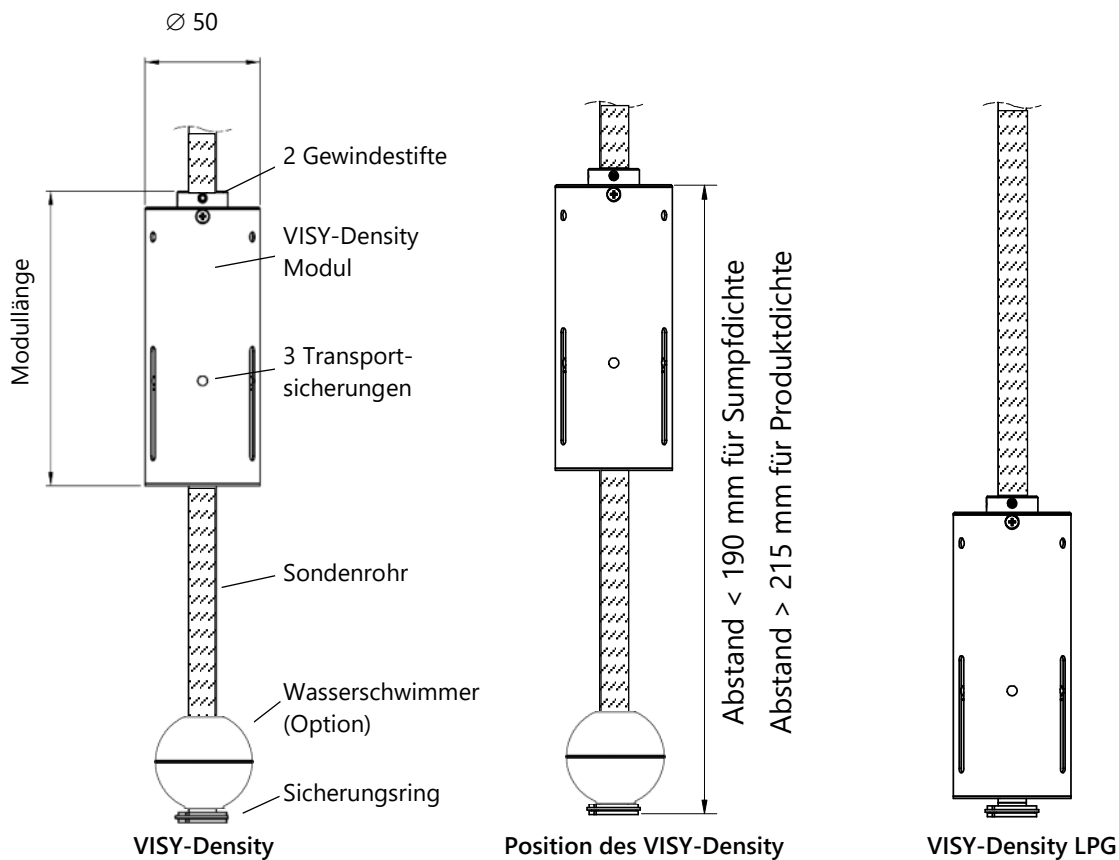 ∅ 50
2 Gewindestifte
VISY-Density
Modul
Modullänge
3 Transport-
sicherungen
Sondenrohr
Wasserschwimmer
(Option)
Sicherungsring
VISY-Density
Abstand < 190 mm für Sumpfdichte
Abstand > 215 mm für Produktdichte
Position des VISY-Density
VISY-Density LPG